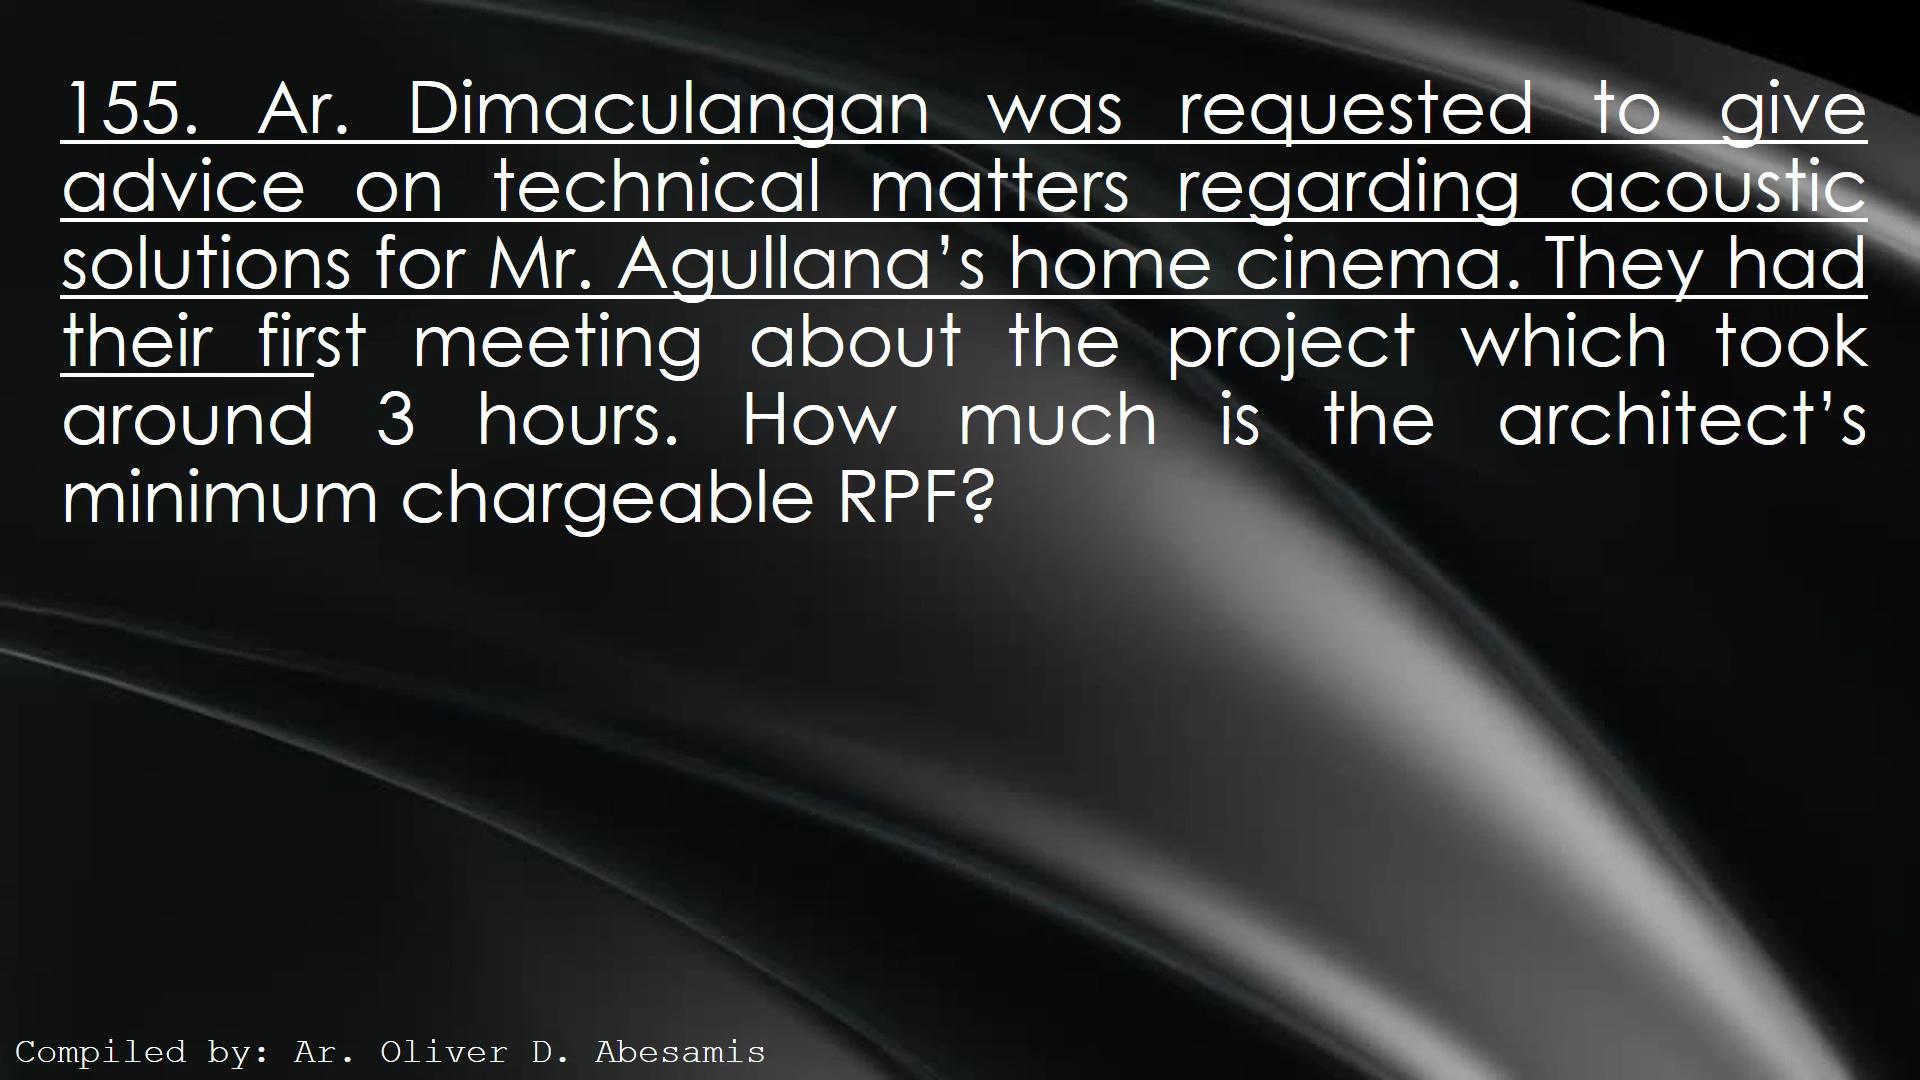 155. Ar. Dimaculangan was requested to give
advice on technical matters regarding acoustic
solutions for Mr. Agullana’s home cinema. They had
their first meeting about the project which took
around 3 hours. How much is the architect’s
minimum chargeable RPF?
Compiled by: Ar. Oliver D. Abesamis